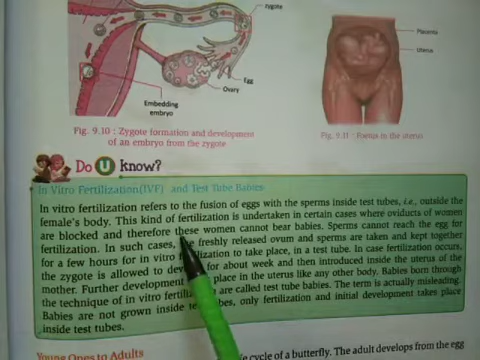 zygote
Egg
Ovary
Embedding
embryo
Placenta
Uterus
Fig. 9.10 : Zygote formation and development
of an embryo from the zygote
Fig. 9.11 : Foetus in the uterus
Do U know?
In Vitro Fertilization(IVF) and Test Tube Babies
In vitro fertilization refers to the fusion of eggs with the sperms inside test tubes, i.e., outside the
female's body. This kind of fertilization is undertaken in certain cases where oviducts of women
are blocked and therefore these women cannot bear babies. Sperms cannot reach the egg for
fertilization. In such cases, freshly released ovum and sperms are taken and kept together
for a few hours for in vitro to take place, in a test tube. In case fertilization occurs,
the zygote is allowed to for about week and then introduced inside the uterus of the
mother. Further development place in the uterus like any other body. Babies born through
the technique of in vitro are called test tube babies. The term is actually misleading.
Babies are not grown inside only fertilization and initial development takes place
inside test tubes.
Young Ones to Adults
cycle of a butterfly. The adult develops from the egg